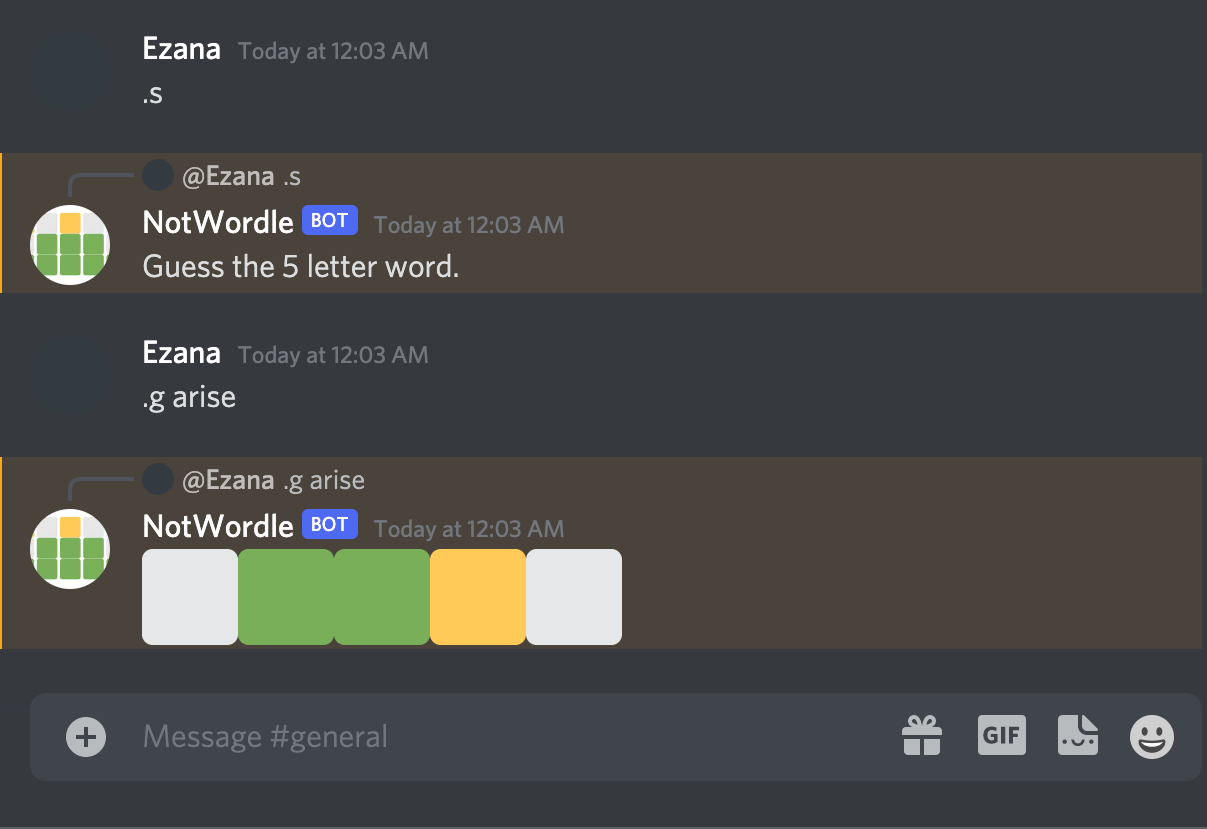 Ezana Today at 12:03 AM
.s
@Ezana .s
NotWordle BOT Today at 12:03 AM
Guess the 5 letter word.
Ezana Today at 12:03 AM
.g arise
@Ezana .g arise
NotWordle BOT Today at 12:03 AM
Message #general
GIF